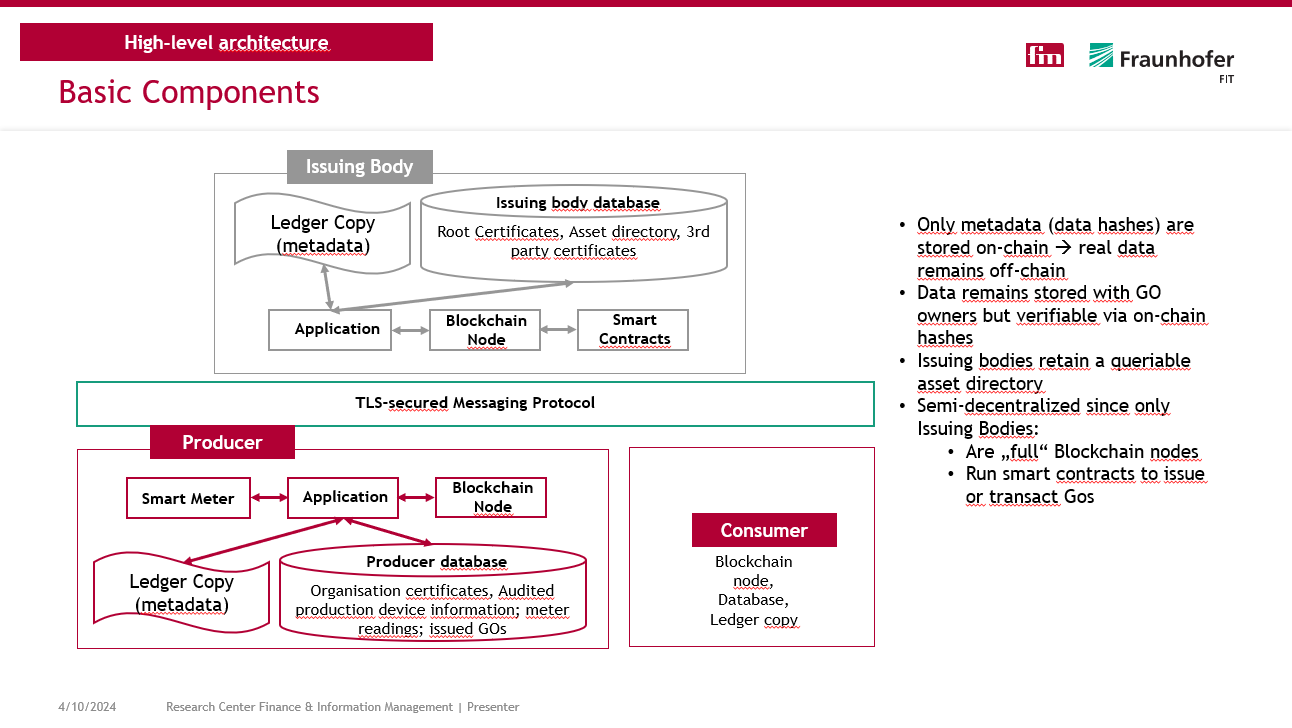 High-level architecture
Basic Components
fim
Fraunhofer
FIT
Issuing Body
Ledger Copy
(metadata)
Issuing body database
Root Certificates, Asset directory, 3rd
party certificates
Application
Blockchain
Node
Smart
Contracts
TLS-secured Messaging Protocol
Producer
Smart Meter
Application
Blockchain
Node
Ledger Copy
(metadata)
Producer database
Organisation certificates, Audited
production device information; meter
readings; issued GOs
Consumer
Blockchain
node,
Database,
Ledger copy
• Only metadata (data hashes) are
stored on-chain → real data
remains off-chain
• Data remains stored with GO
owners but verifiable via on-chain
hashes
• Issuing bodies retain a queriable
asset directory
• Semi-decentralized since only
Issuing Bodies:
• Are „full“ Blockchain nodes
• Run smart contracts to issue
or transact Gos
4/10/2024
Research Center Finance & Information Management | Presenter